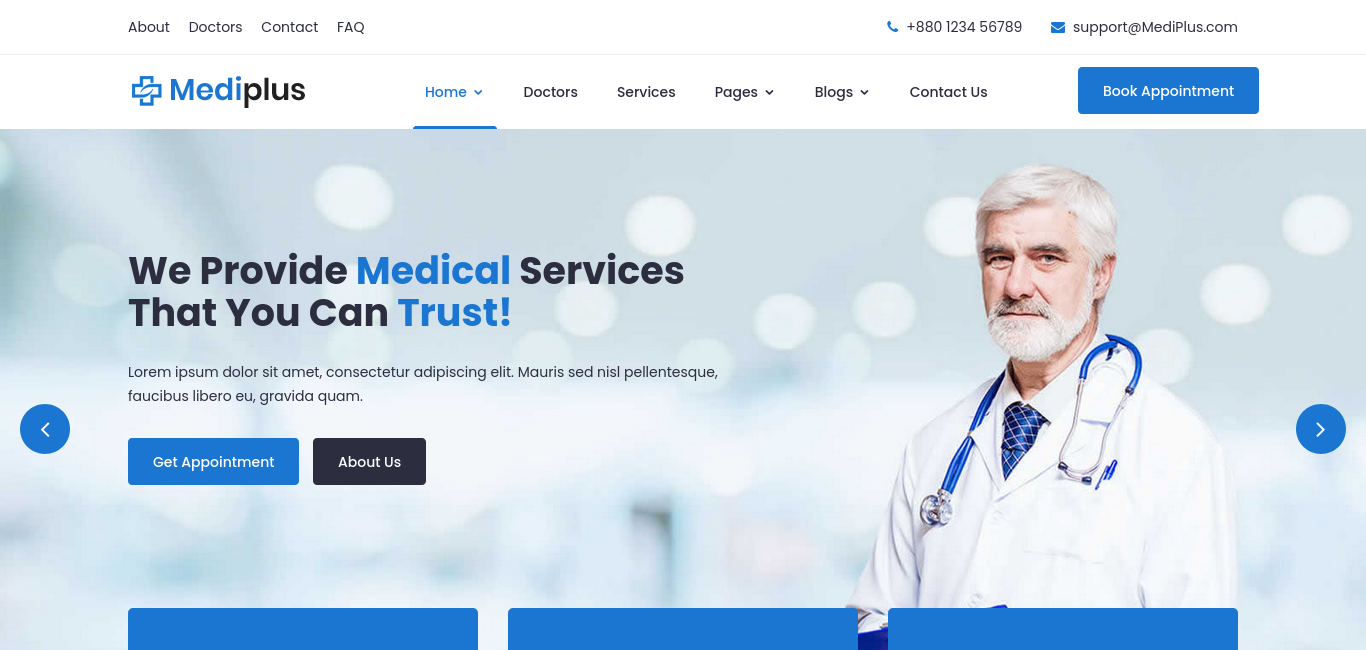 About Doctors Contact FAQ
+880 1234 56789 support@MediPlus.com
Mediplus
Home Doctors Services Pages Blogs Contact Us
Book Appointment
We Provide Medical Services
That You Can Trust!
Lorem ipsum dolor sit amet, consectetur adipiscing elit. Mauris sed nisl pellentesque,
faucibus libero eu, gravida quam.
Get Appointment About Us